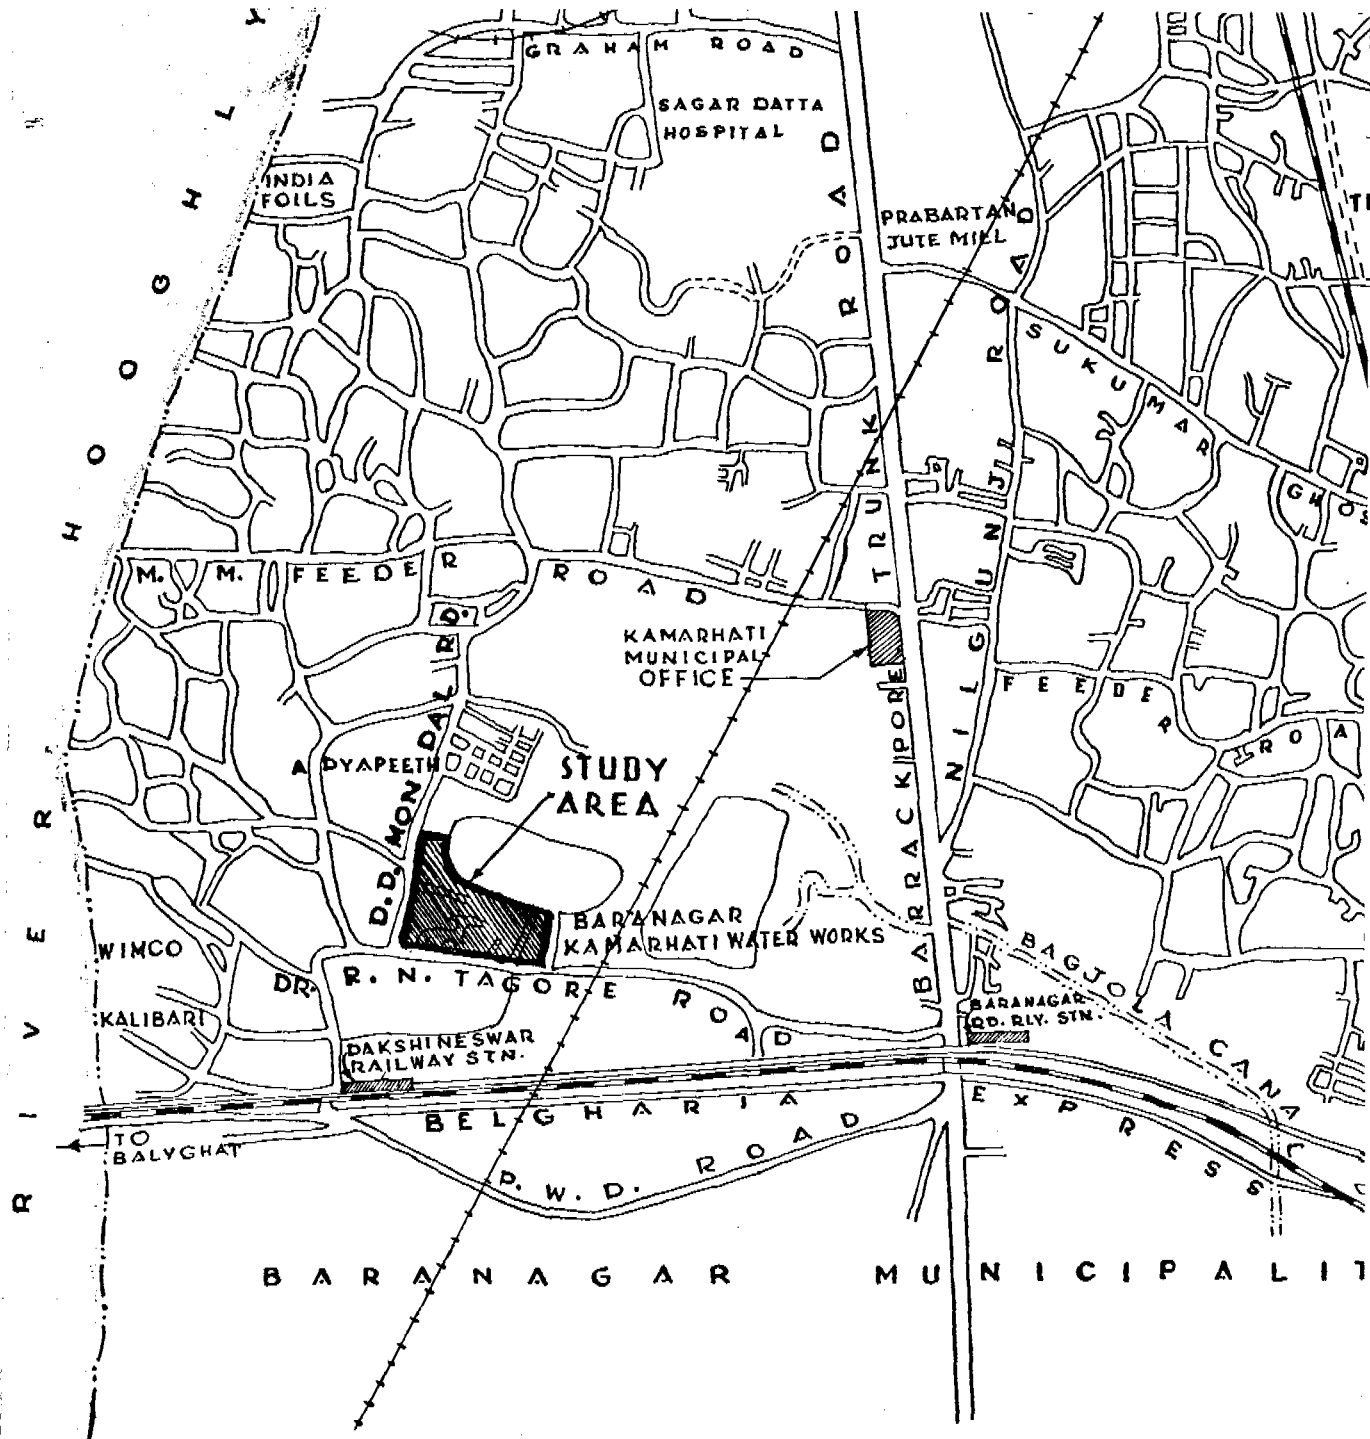 GRAHAM ROAD
SAGAR DATTA
HOSPITAL
INDIA
FOILS
PRABARTAN
JUTE MILL
RIVER HOOGHLY
BARRACKPORE TRUNK ROAD
NILGUNJ ROAD
SUKUMAR GHOS
M. M. FEEDER ROAD
KAMARHATI
MUNICIPAL
OFFICE
FEEDER ROA
D.D. MONDAL RD.
ADYAPEETH
STUDY
AREA
BARANAGAR
KAMARHATI WATER WORKS
WIMCO
DR. R. N. TAGORE ROAD
KALIBARI
BAGJOLA CANAL
BARANAGAR
RD. RLY. STN.
DAKSHINESWAR
RAILWAY STN.
BELGHARIA EXPRESS
TO
BALYGHAT
P. W. D. ROAD
BARANAGAR MUNICIPALIT